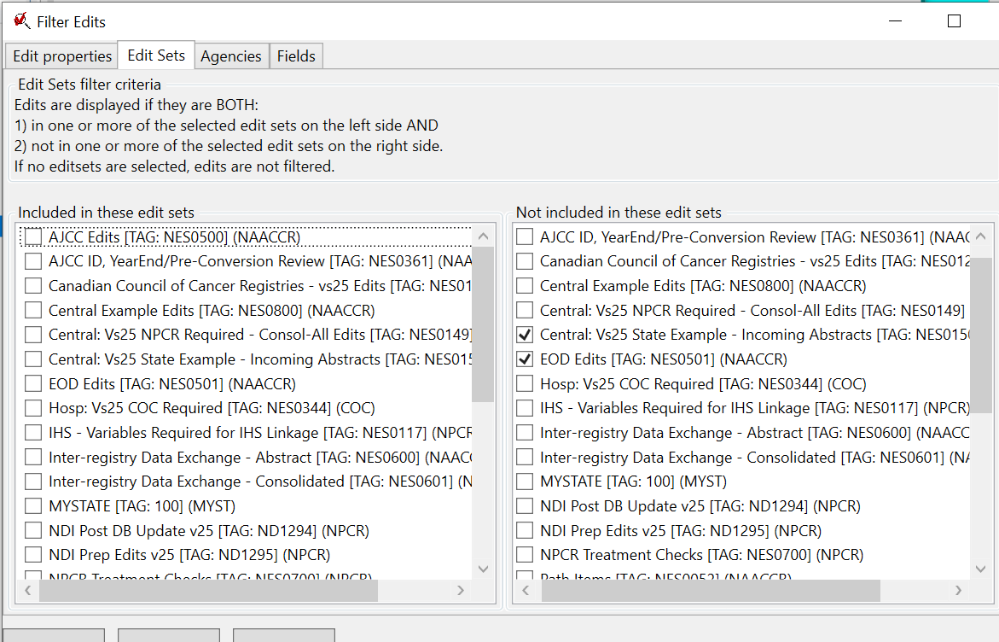 Filter Edits
Edit properties
Edit Sets
Agencies
Fields
Edit Sets filter criteria
Edits are displayed if they are BOTH:
1) in one or more of the selected edit sets on the left side AND
2) not in one or more of the selected edit sets on the right side.
If no editsets are selected, edits are not filtered.
Included in these edit sets
AJCC Edits [TAG: NES0500] (NAACCR)
AJCC ID, YearEnd/Pre-Conversion Review [TAG: NES0361] (NAA
Canadian Council of Cancer Registries - vs25 Edits [TAG: NES01
Central Example Edits [TAG: NES0800] (NAACCR)
Central: Vs25 NPCR Required - Consol-All Edits [TAG: NES0149]
Central: Vs25 State Example - Incoming Abstracts [TAG: NES015
EOD Edits [TAG: NES0501] (NAACCR)
Hosp: Vs25 COC Required [TAG: NES0344] (COC)
IHS - Variables Required for IHS Linkage [TAG: NES0117] (NPCR
Inter-registry Data Exchange - Abstract [TAG: NES0600] (NAAC
Inter-registry Data Exchange - Consolidated [TAG: NES0601] (N
MYSTATE [TAG: 100] (MYST)
NDI Post DB Update v25 [TAG: ND1294] (NPCR)
NDI Prep Edits v25 [TAG: ND1295] (NPCR)
NPCR Treatment Checks [TAG: NES0700] (NPCR)
Not included in these edit sets
AJCC ID, YearEnd/Pre-Conversion Review [TAG: NES0361] (NAAC
Canadian Council of Cancer Registries - vs25 Edits [TAG: NES012
Central Example Edits [TAG: NES0800] (NAACCR)
Central: Vs25 NPCR Required - Consol-All Edits [TAG: NES0149]
Central: Vs25 State Example - Incoming Abstracts [TAG: NES0150
EOD Edits [TAG: NES0501] (NAACCR)
Hosp: Vs25 COC Required [TAG: NES0344] (COC)
IHS - Variables Required for IHS Linkage [TAG: NES0117] (NPCR)
Inter-registry Data Exchange - Abstract [TAG: NES0600] (NAACC
Inter-registry Data Exchange - Consolidated [TAG: NES0601] (NA
MYSTATE [TAG: 100] (MYST)
NDI Post DB Update v25 [TAG: ND1294] (NPCR)
NDI Prep Edits v25 [TAG: ND1295] (NPCR)
NPCR Treatment Checks [TAG: NES0700] (NPCR)
Path Items [TAG: NES0052] (NAACCR)